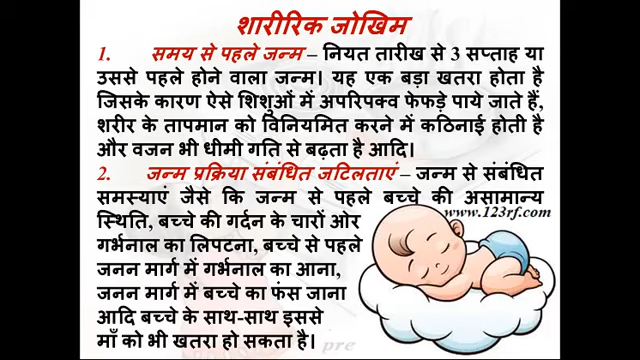 शारीरिक जोखिम
1. समय से पहले जन्म – नियत तारीख से 3 सप्ताह या
उससे पहले होने वाला जन्म। यह एक बड़ा खतरा होता है
जिसके कारण ऐसे शिशुओं में अपरिपक्व फेफड़े पाये जाते हैं,
शरीर के तापमान को विनियमित करने में कठिनाई होती है
और वजन भी धीमी गति से बढ़ता है आदि।
2. जन्म प्रक्रिया संबंधित जटिलताएं – जन्म से संबंधित
समस्याएं जैसे कि जन्म से पहले बच्चे की असामान्य
स्थिति, बच्चे की गर्दन के चारों ओर
www.123rf.com
गर्भनाल का लिपटना, बच्चे से पहले
जनन मार्ग में गर्भनाल का आना,
जनन मार्ग में बच्चे का फंस जाना
आदि बच्चे के साथ-साथ इससे
माँ को भी खतरा हो सकता है।
pre